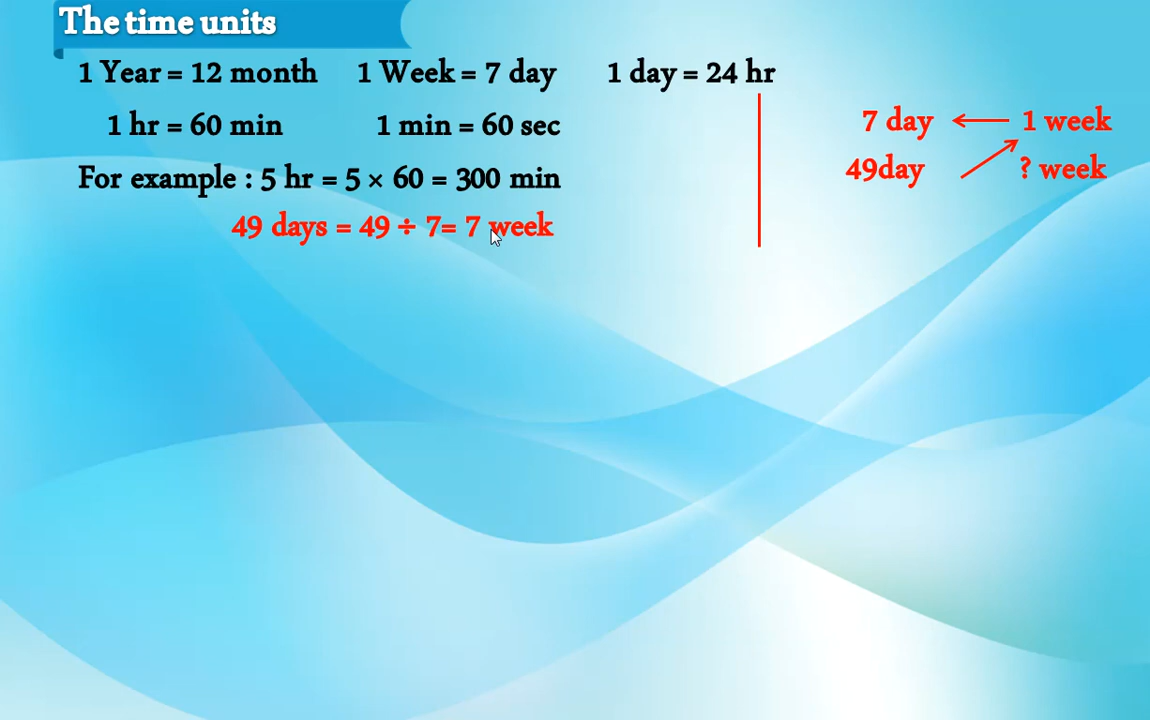 The time units
1 Year = 12 month 1 Week = 7 day 1 day = 24 hr
1 hr = 60 min 1 min = 60 sec
For example : 5 hr = 5 × 60 = 300 min
49 days = 49 ÷ 7= 7 week
7 day ← 1 week
49day ? week